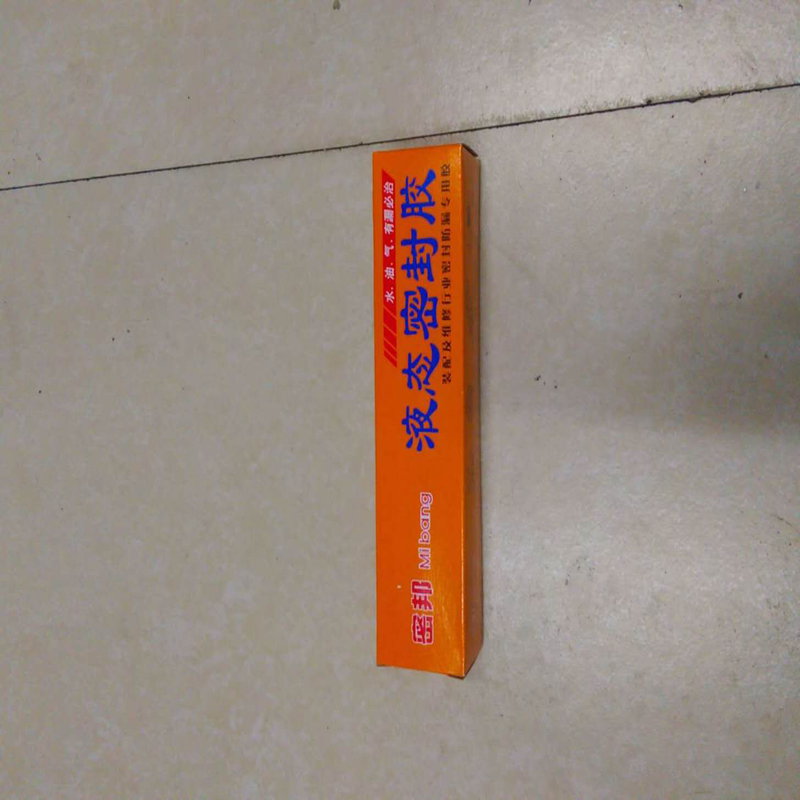 水.油.气.有漏必治
液态密封胶
装配及维修行业密封防漏专用胶
密邦 Mi bang